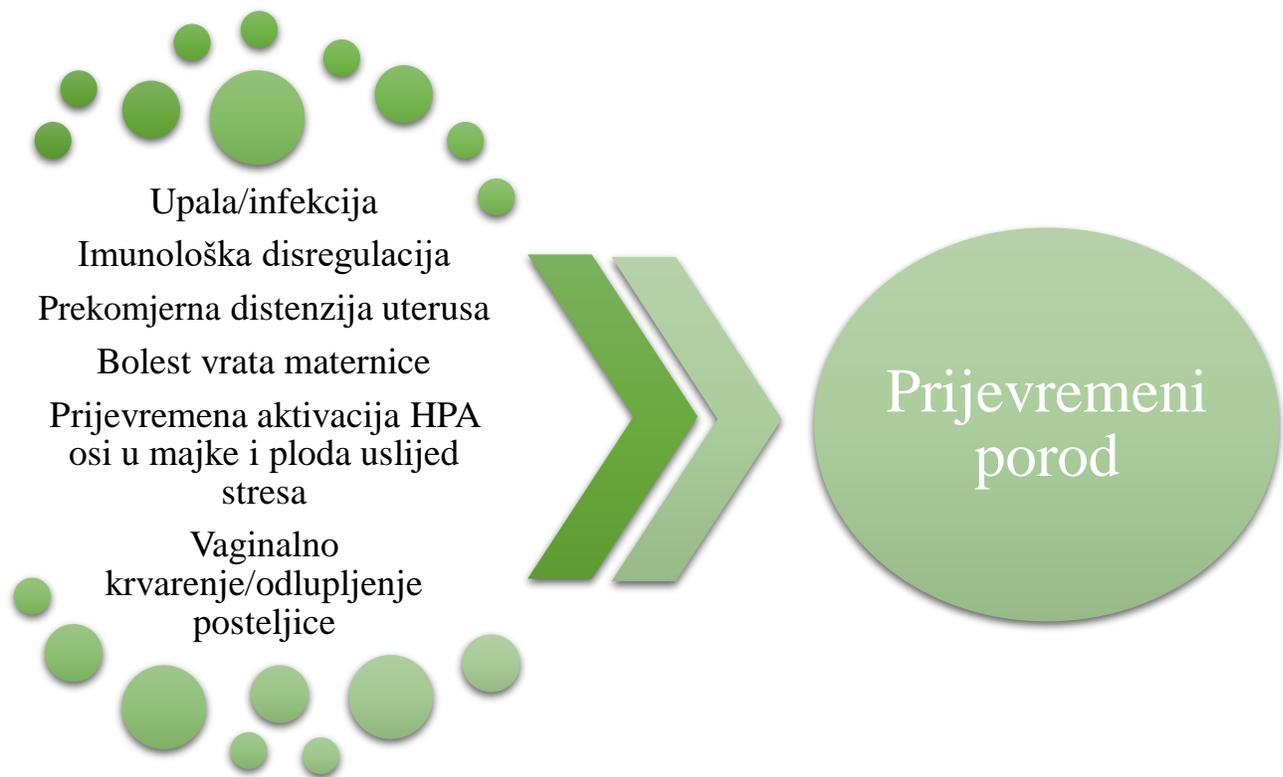 Upala/infekcija
Imunološka disregulacija
Prekomjerna distenzija uterusa
Bolest vrata maternice
Prijevremena aktivacija HPA
osi u majke i ploda uslijed
stresa
Vaginalno
krvarenje/odlupljenje
posteljice
Prijevremeni
porod